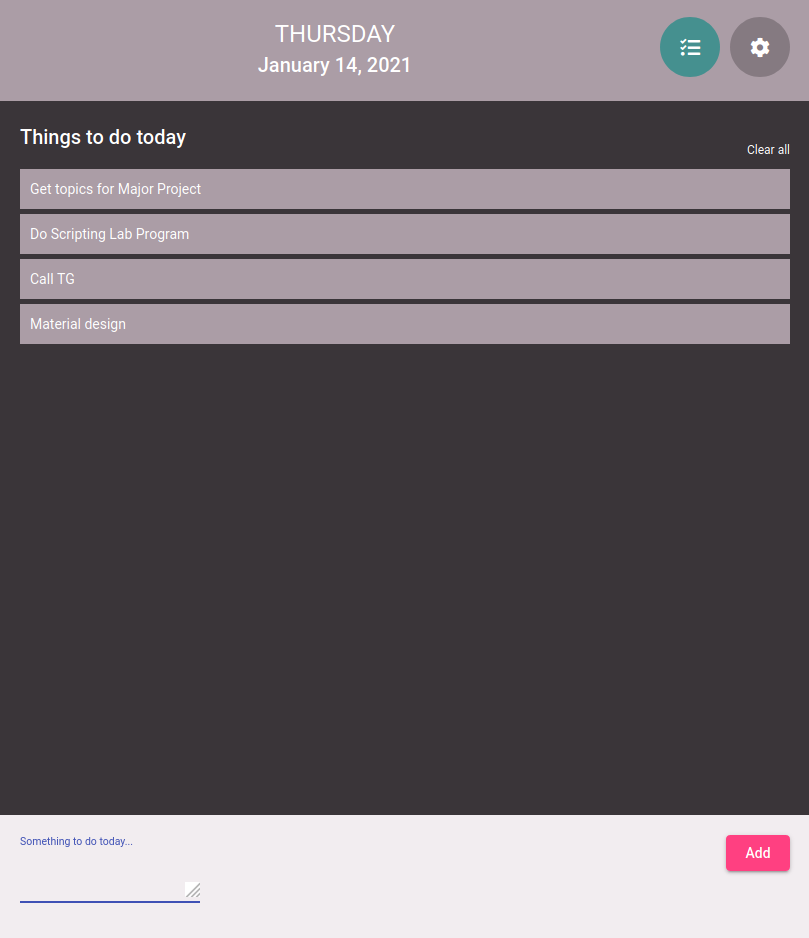 THURSDAY
January 14, 2021
Things to do today
Clear all
Get topics for Major Project
Do Scripting Lab Program
Call TG
Material design
Something to do today...
Add